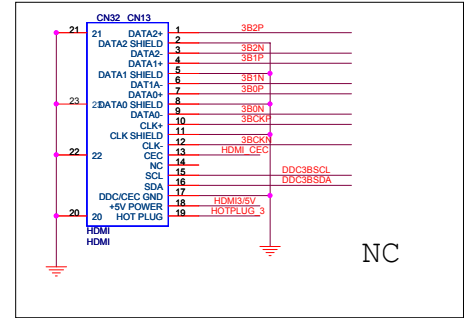 CN32 CN13
21 21 DATA2+ 1 3B2P
DATA2 SHIELD 2
DATA2- 3 3B2N
DATA1+ 4 3B1P
DATA1 SHIELD 5
DATA1A- 6 3B1N
DATA0+ 7 3B0P
23 23 DATA0 SHIELD 8
DATA0- 9 3B0N
CLK+ 10 3BCKP
CLK SHIELD 11
CLK- 12 3BCKN
22 22 CEC 13 HDMI_CEC
NC 14
SCL 15 DDC3BSCL
SDA 16 DDC3BSDA
DDC/CEC GND 17
+5V POWER 18 HDMI3/5V
20 20 HOT PLUG 19 HOTPLUG_3
HDMI
HDMI
NC